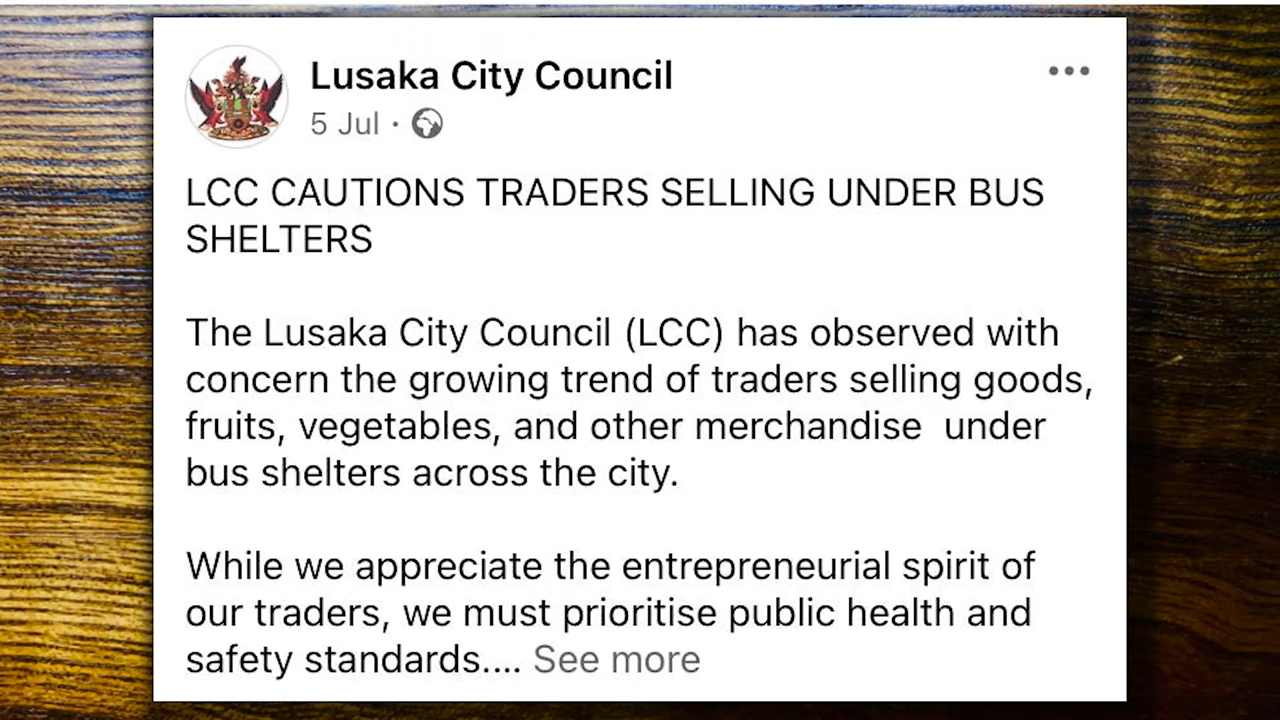 Lusaka City Council
5 Jul ·
LCC CAUTIONS TRADERS SELLING UNDER BUS
SHELTERS
The Lusaka City Council (LCC) has observed with
concern the growing trend of traders selling goods,
fruits, vegetables, and other merchandise  under
bus shelters across the city.
While we appreciate the entrepreneurial spirit of
our traders, we must prioritise public health and
safety standards.... See more